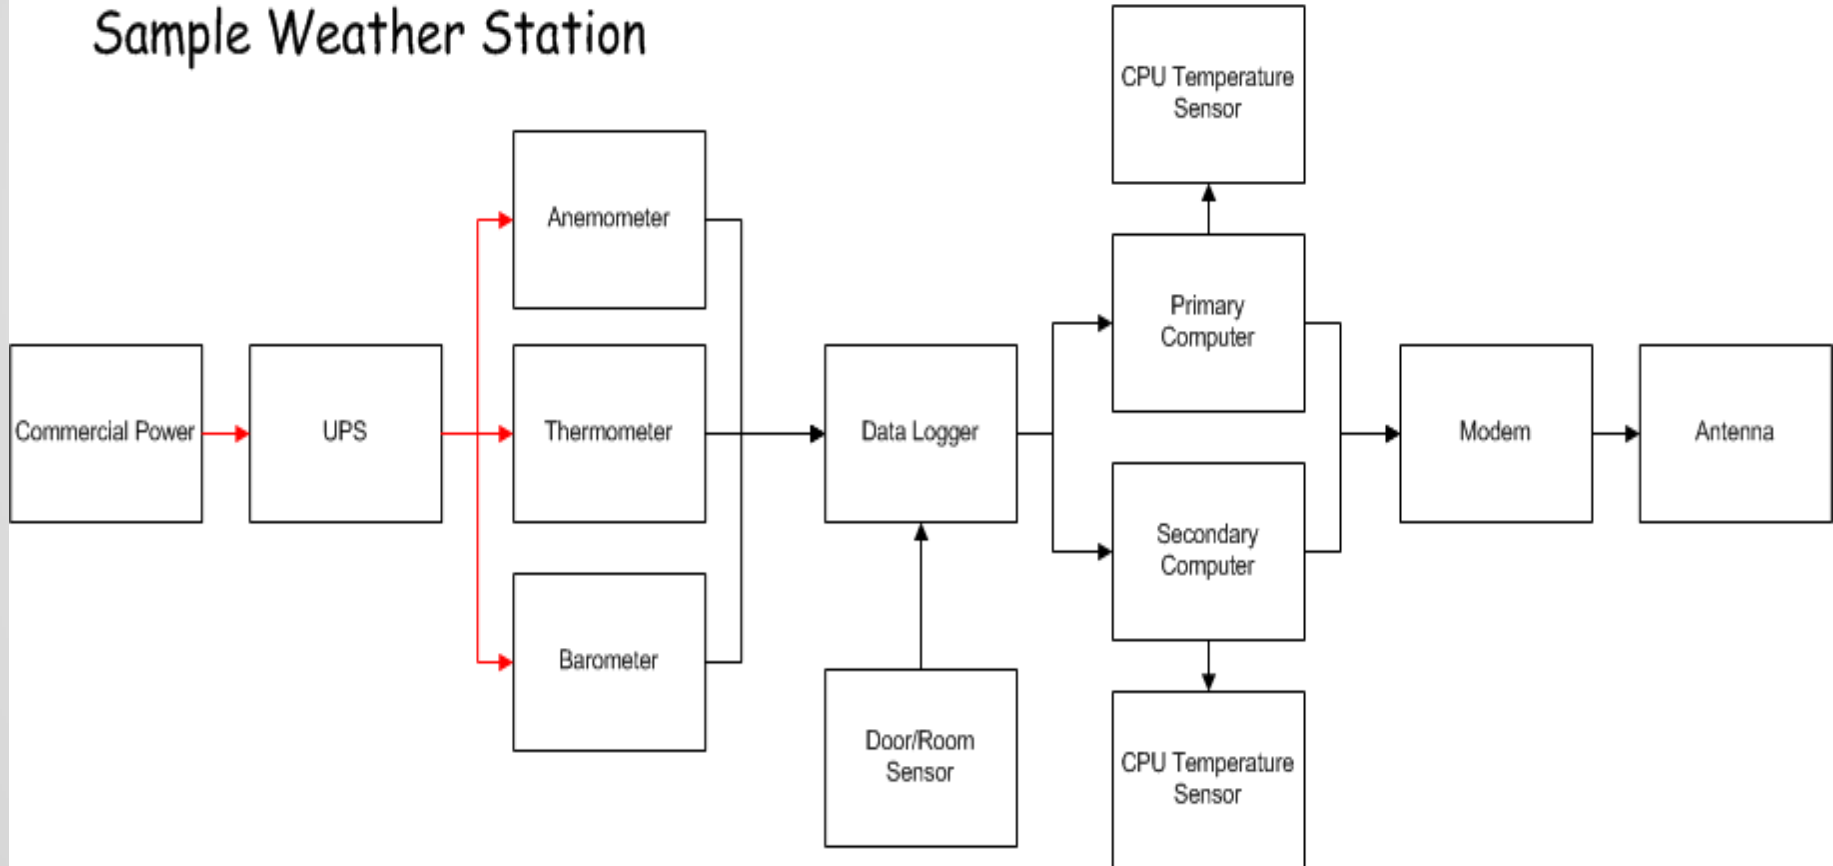 Sample Weather Station
CPU Temperature
Sensor
Anemometer
Primary
Computer
Commercial Power
UPS
Thermometer
Data Logger
Modem
Antenna
Secondary
Computer
Barometer
Door/Room
Sensor
CPU Temperature
Sensor